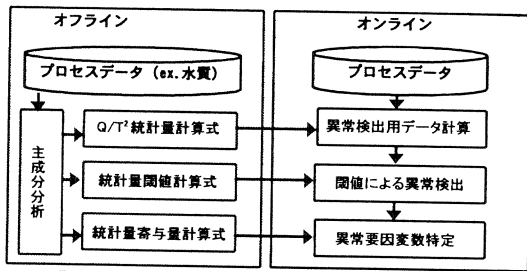 オフライン
オンライン
プロセスデータ (ex.水質)
プロセスデータ
主成分分析
Q/T²統計量計算式
異常検出用データ計算
統計量閾値計算式
閾値による異常検出
統計量寄与量計算式
異常要因変数特定